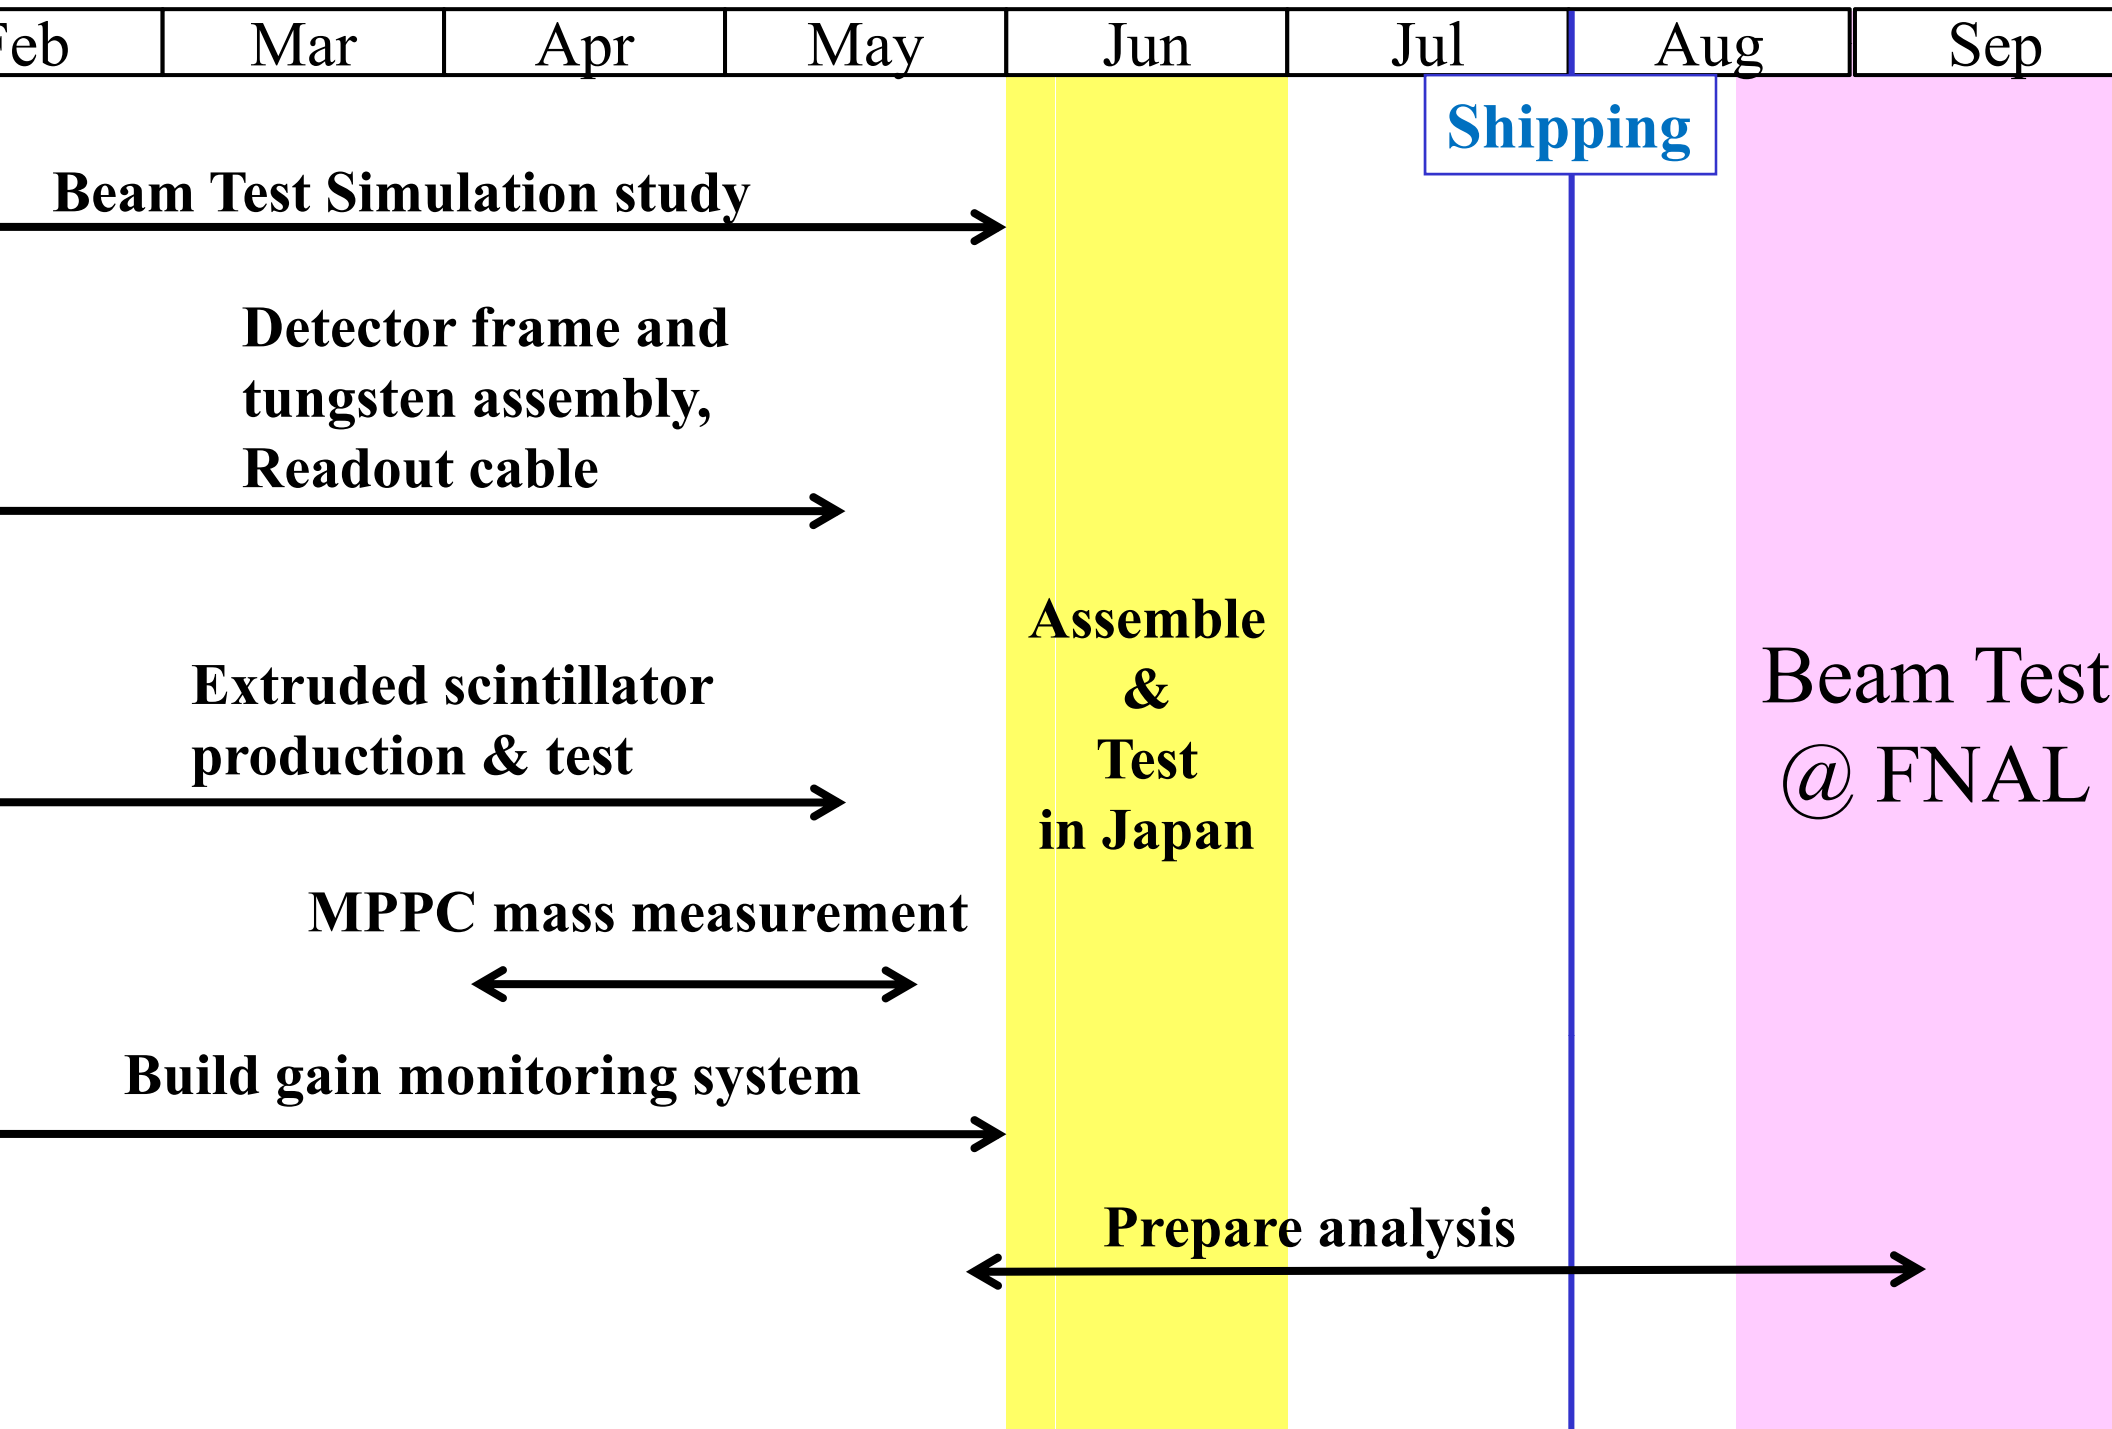 Feb Mar Apr May Jun Jul Aug Sep
Shipping
Beam Test Simulation study
Detector frame and
tungsten assembly,
Readout cable
Extruded scintillator
production & test
MPPC mass measurement
Build gain monitoring system
Assemble
&
Test
in Japan
Beam Test
@ FNAL
Prepare analysis